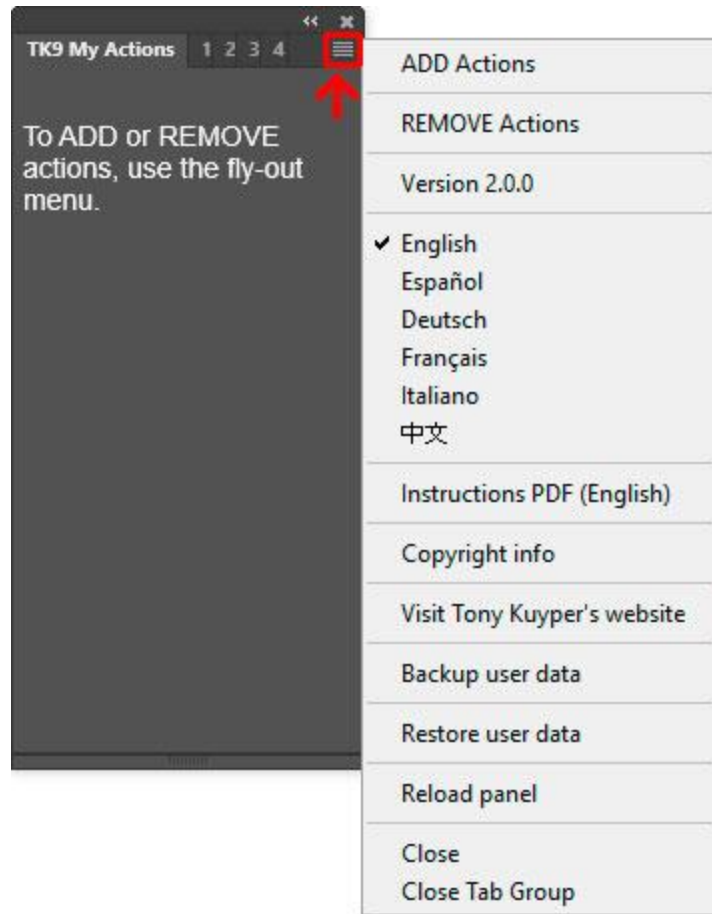 TK9 My Actions 1 2 3 4
To ADD or REMOVE
actions, use the fly-out
menu.
ADD Actions
REMOVE Actions
Version 2.0.0
English
Español
Deutsch
Français
Italiano
中文
Instructions PDF (English)
Copyright info
Visit Tony Kuyper's website
Backup user data
Restore user data
Reload panel
Close
Close Tab Group